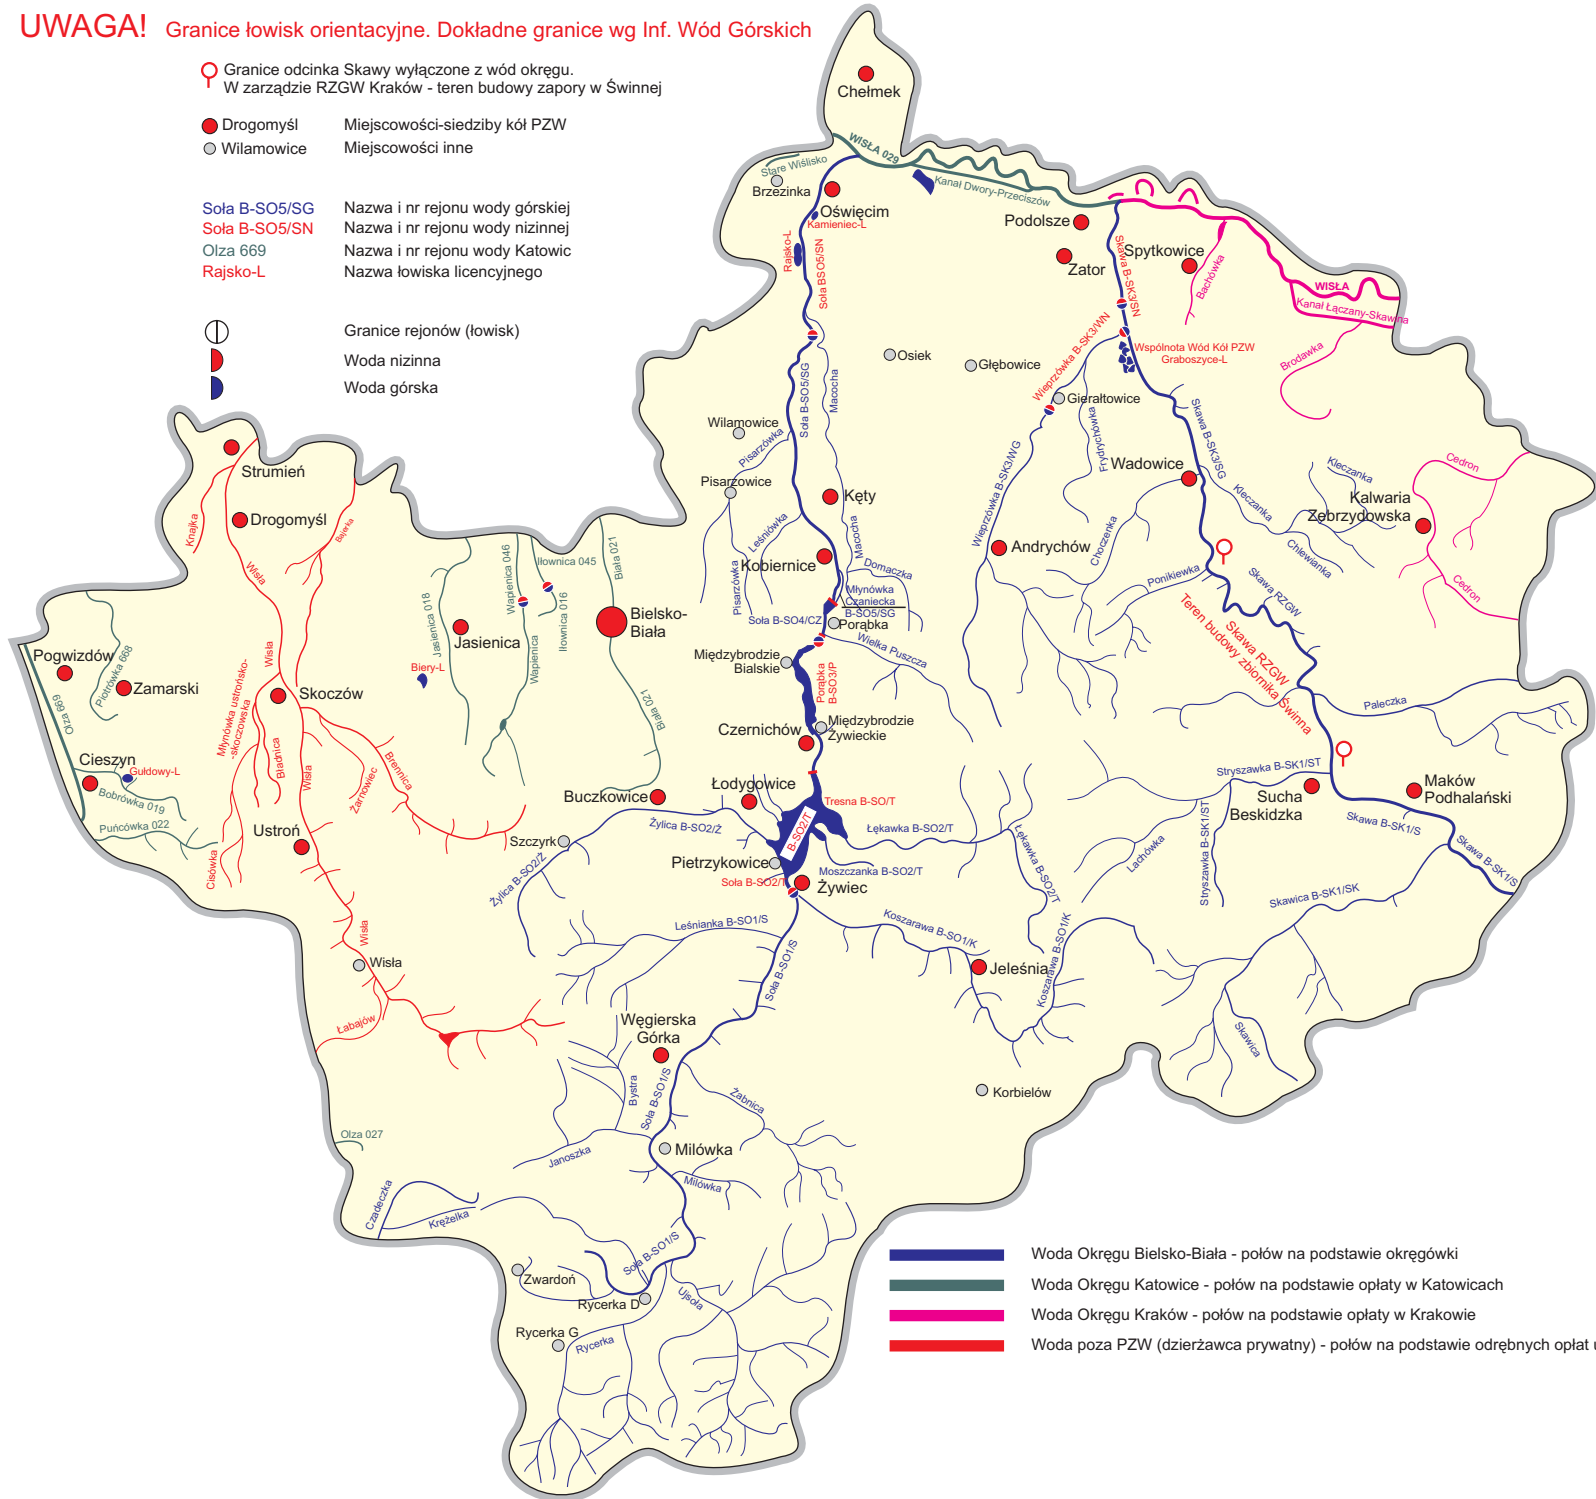 UWAGA! Granice łowisk orientacyjne. Dokładne granice wg Inf. Wód Górskich
Granice odcinka Skawy wyłączone z wód okręgu.
W zarządzie RZGW Kraków - teren budowy zapory w Świnnej
Drogomyśl Miejscowości-siedziby kół PZW
Wilamowice Miejscowości inne
Soła B-SO5/SG Nazwa i nr rejonu wody górskiej
Soła B-SO5/SN Nazwa i nr rejonu wody nizinnej
Olza 669 Nazwa i nr rejonu wody Katowic
Rajsko-L Nazwa łowiska licencyjnego
Granice rejonów (łowisk)
Woda nizinna
Woda górska
Chełmek
WISŁA 029
Stare Wiślisko
Brzezinka
Oświęcim
Kamieniec-L
Rajsko-L
Soła BSO5/SN
Kanał Dwory-Przeciszów
Podolsze
Zator
Spytkowice
Skawa B-SK3/SN
Bachówka
WISŁA
Kanał Łączany-Skawina
Brodawka
Wspólnota Wód Kół PZW
Graboszyce-L
Wieprzówka B-SK3/WN
Osiek
Głębowice
Gierałtowice
Soła B-SO5/SG
Macocha
Wilamowice
Pisarzówka
Pisarzowice
Frydrychówka
Wieprzówka B-SK3/WG
Skawa B-SK3/SG
Wadowice
Kleczanka
Kleczanka
Kalwaria
Zębrzydowska
Cedron
Cedron
Chlewianka
Strumień
Drogomyśl
Knajka
Bajerka
Wisła
Kęty
Leśniówka
Macocha
Kobiernice
Pisarzówka
Domaczka
Młynówka
Czaniecka
B-SO5/SG
Soła B-SO4/CZ
Porąbka
Andrychów
Choczenka
Ponikiewka
Skawa RZGW
Skawa RZGW
Teren budowy zbiornika Świnna
Wapienica 046
Iłownica 045
Biała 021
Jasienica 018
Iłownica 016
Bielsko-
Biała
Jasienica
Wapienica
Biery-L
Biała 021
Pogwizdów
Piotrówka 668
Zamarski
Olza 669
Wisła
Skoczów
Młynówka ustrońsko-
-skoczowska
Bładnica
Wisła
Żarnowiec
Brennica
Międzybrodzie
Bialskie
Wielka Puszcza
Porąbka
B-SO3/P
Międzybrodzie
Żywieckie
Czernichów
Paleczka
Cieszyn
Gułdowy-L
Bobrówka 019
Puńcówka 022
Ustroń
Cisówka
Buczkowice
Łodygowice
Tresna B-SO/T
B-SO2/T
Żylica B-SO2/Ż
Szczyrk
Żylica B-SO2/Ż
Pietrzykowice
Soła B-SO2/T
Żywiec
Moszczanka B-SO2/T
Łękawka B-SO2/T
Łękawka B-SO2/T
Stryszawka B-SK1/ST
Stryszawka B-SK1/ST
Lachówka
Sucha
Beskidzka
Maków
Podhalański
Skawa B-SK1/S
Skawa B-SK1/S
Skawica B-SK1/SK
Skawica
Leśnianka B-SO1/S
Soła B-SO1/S
Koszarawa B-SO1/K
Koszarawa B-SO1/K
Jeleśnia
Wisła
Wisła
Łabajów
Węgierska
Górka
Bystra
Soła B-SO1/S
Żabnica
Korbielów
Olza 027
Janoszka
Milówka
Milówka
Czadeczka
Krężelka
Soła B-SO1/S
Zwardoń
Rycerka D
Ujsoła
Rycerka G
Rycerka
Woda Okręgu Bielsko-Biała - połów na podstawie okręgówki
Woda Okręgu Katowice - połów na podstawie opłaty w Katowicach
Woda Okręgu Kraków - połów na podstawie opłaty w Krakowie
Woda poza PZW (dzierżawca prywatny) - połów na podstawie odrębnych opłat